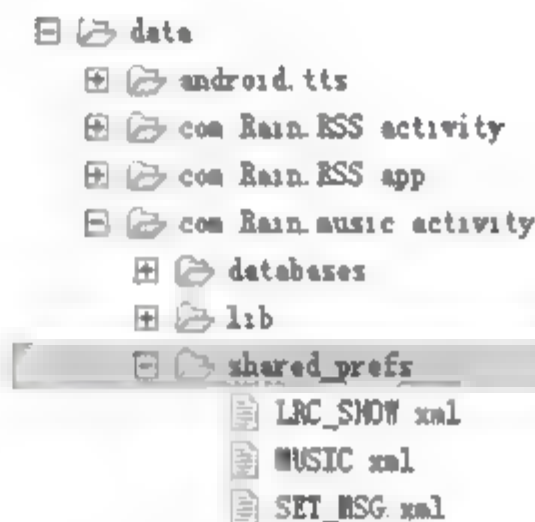 data
android.tts
com.Rain.RSS activity
com.Rain.RSS app
com.Rain.music activity
databases
lib
shared_prefs
LRC_SHOW xml
MUSIC xml
SET_MSG.xml